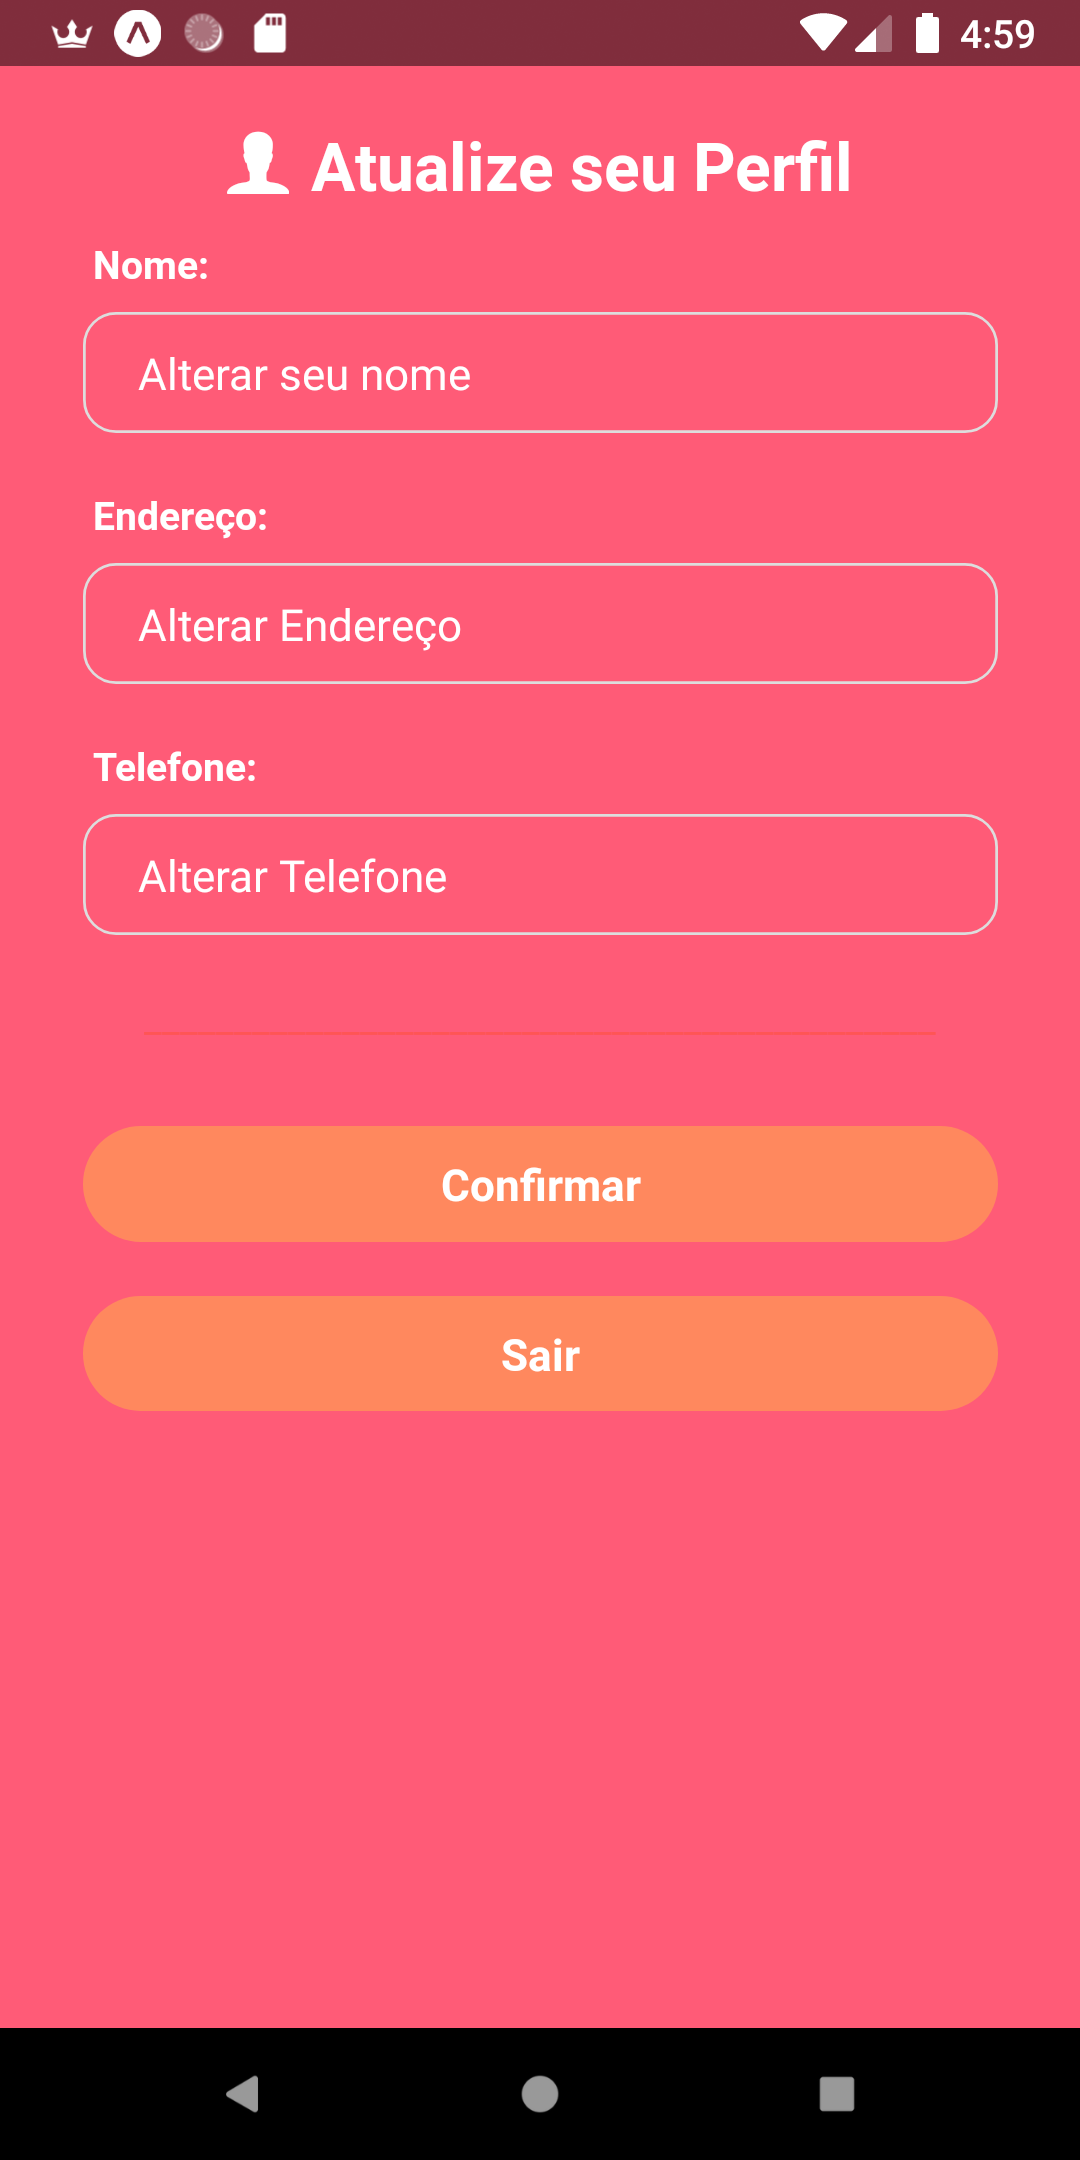 4:59
Atualize seu Perfil
Nome:
Alterar seu nome
Endereço:
Alterar Endereço
Telefone:
Alterar Telefone
Confirmar
Sair